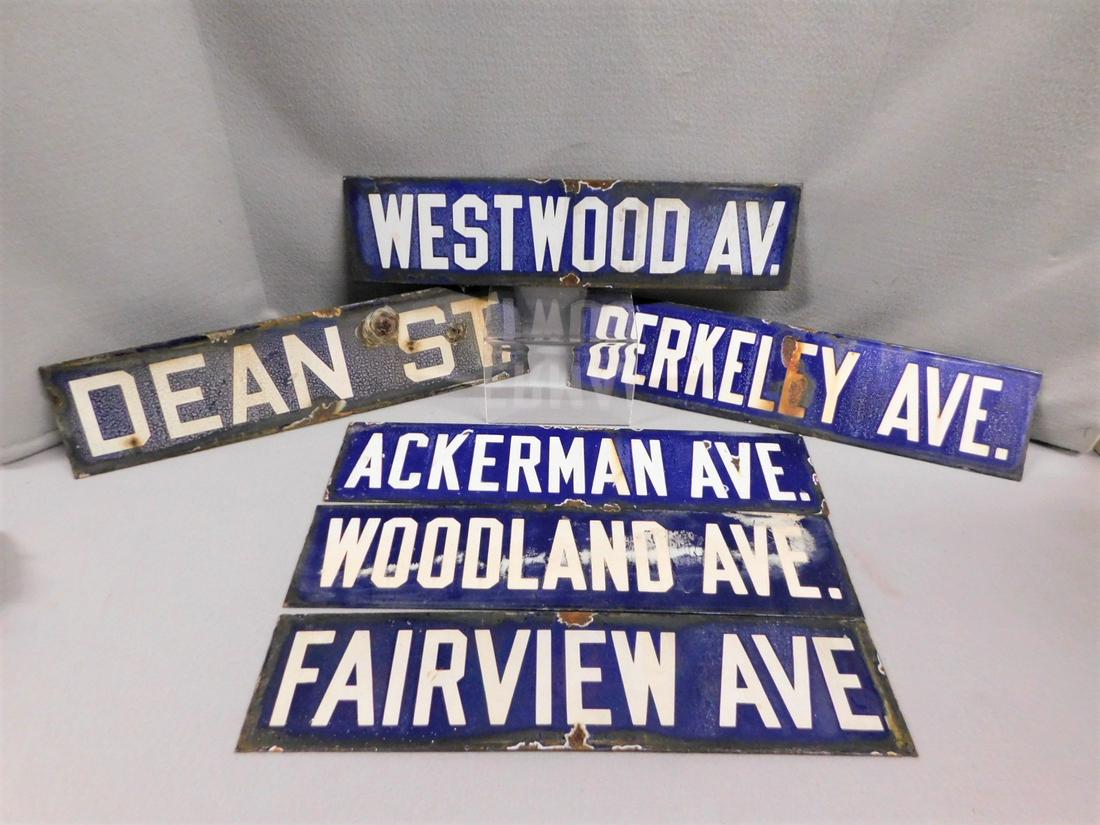 WESTWOOD AV.
DEAN ST.
BERKELEY AVE.
ACKERMAN AVE.
WOODLAND AVE.
FAIRVIEW AVE